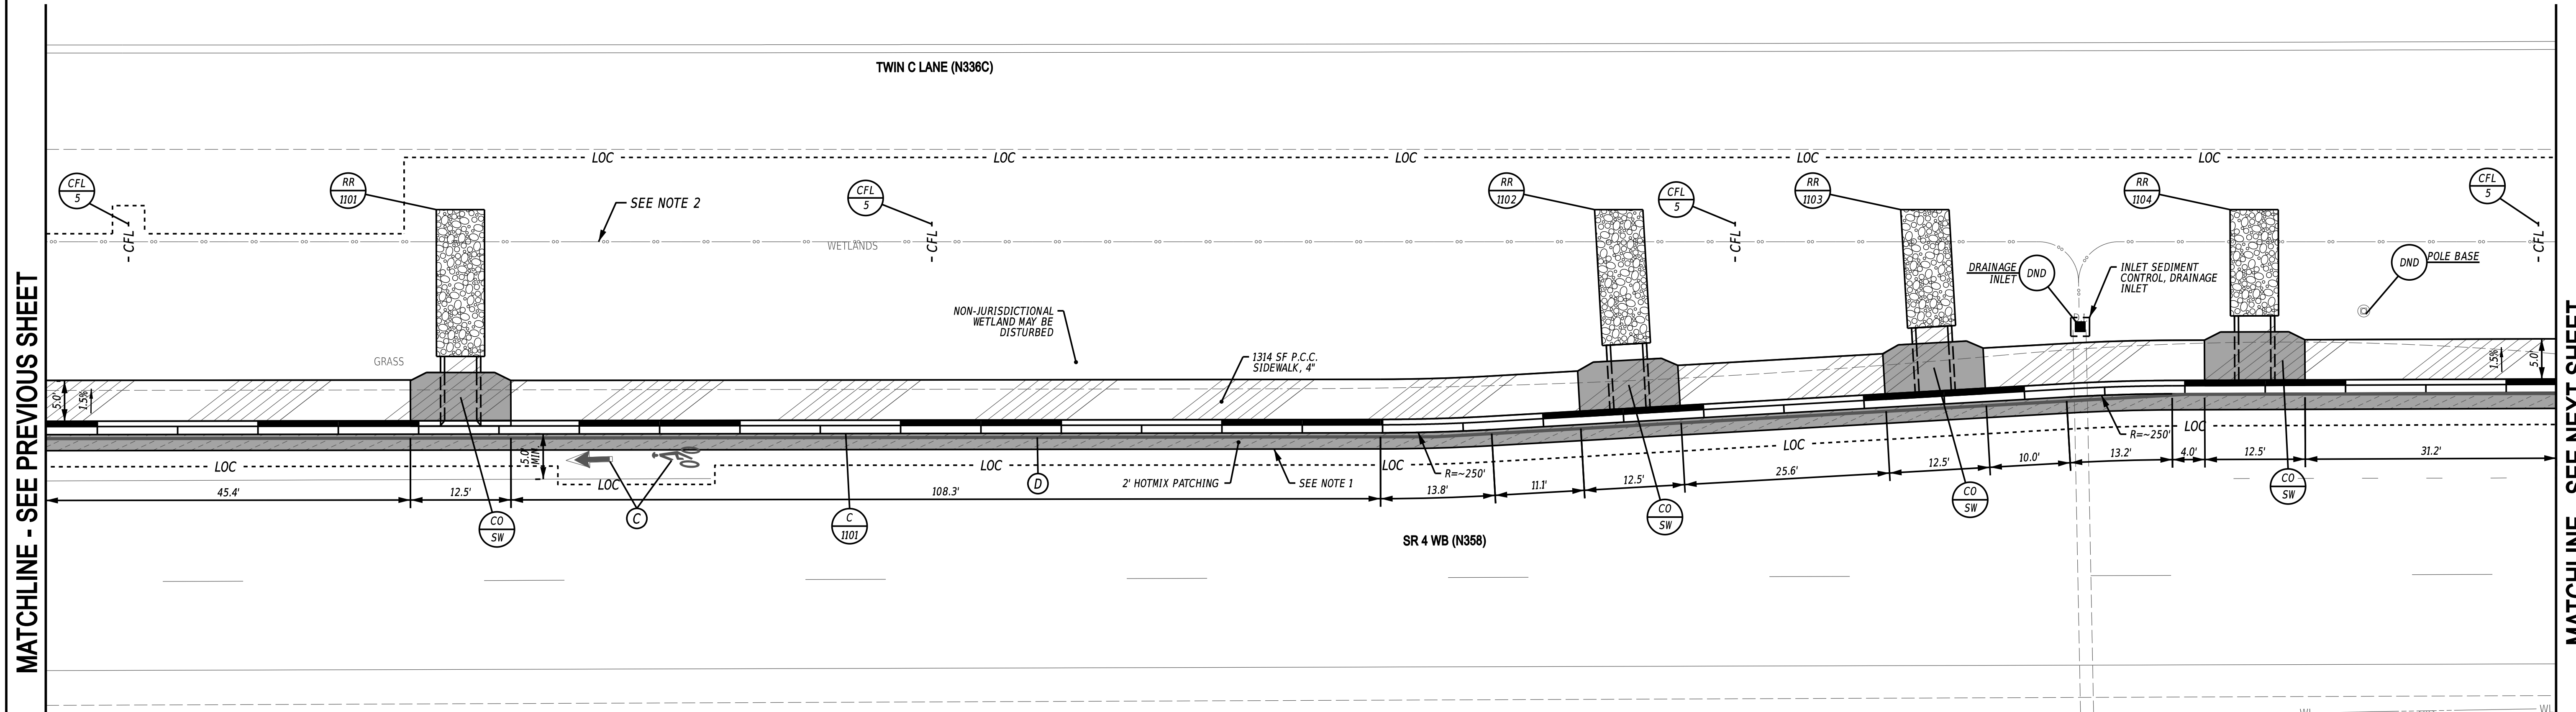 TWIN C LANE (N336C)
LOC
LOC
LOC
LOC
LOC
CFL
5
RR
1101
SEE NOTE 2
CFL
5
RR
1102
CFL
5
RR
1103
RR
1104
CFL
5
CFL
CFL
CFL
CFL
WETLANDS
DRAINAGE
INLET
DND
INLET SEDIMENT
CONTROL, DRAINAGE
INLET
DND
POLE BASE
NON-JURISDICTIONAL
WETLAND MAY BE
DISTURBED
GRASS
1314 SF P.C.C.
SIDEWALK, 4"
5.0'
1.5%
1.5%
5.0'
MATCHLINE - SEE PREVIOUS SHEET
MATCHLINE - SEE NEXT SHEET
LOC
5.0'
MIN
LOC
LOC
LOC
LOC
LOC
R=~250'
R=~250'
D
2' HOTMIX PATCHING
SEE NOTE 1
45.4'
12.5'
108.3'
13.8'
11.1'
12.5'
25.6'
12.5'
10.0'
13.2'
4.0'
12.5'
31.2'
CO
SW
C
C
1101
CO
SW
CO
SW
CO
SW
SR 4 WB (N358)
WL